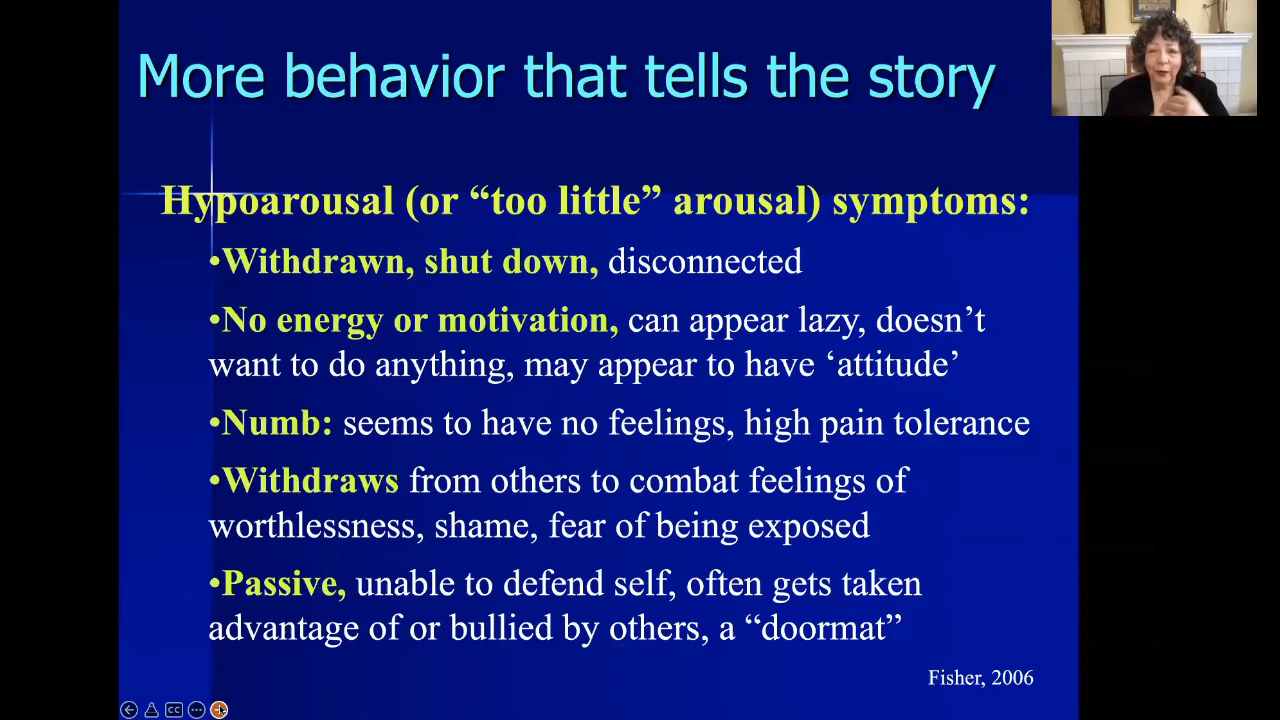 More behavior that tells the story
Hypoarousal (or “too little” arousal) symptoms:
•Withdrawn, shut down, disconnected
•No energy or motivation, can appear lazy, doesn’t
want to do anything, may appear to have ‘attitude’
•Numb: seems to have no feelings, high pain tolerance
•Withdraws from others to combat feelings of
worthlessness, shame, fear of being exposed
•Passive, unable to defend self, often gets taken
advantage of or bullied by others, a “doormat”
Fisher, 2006
CC